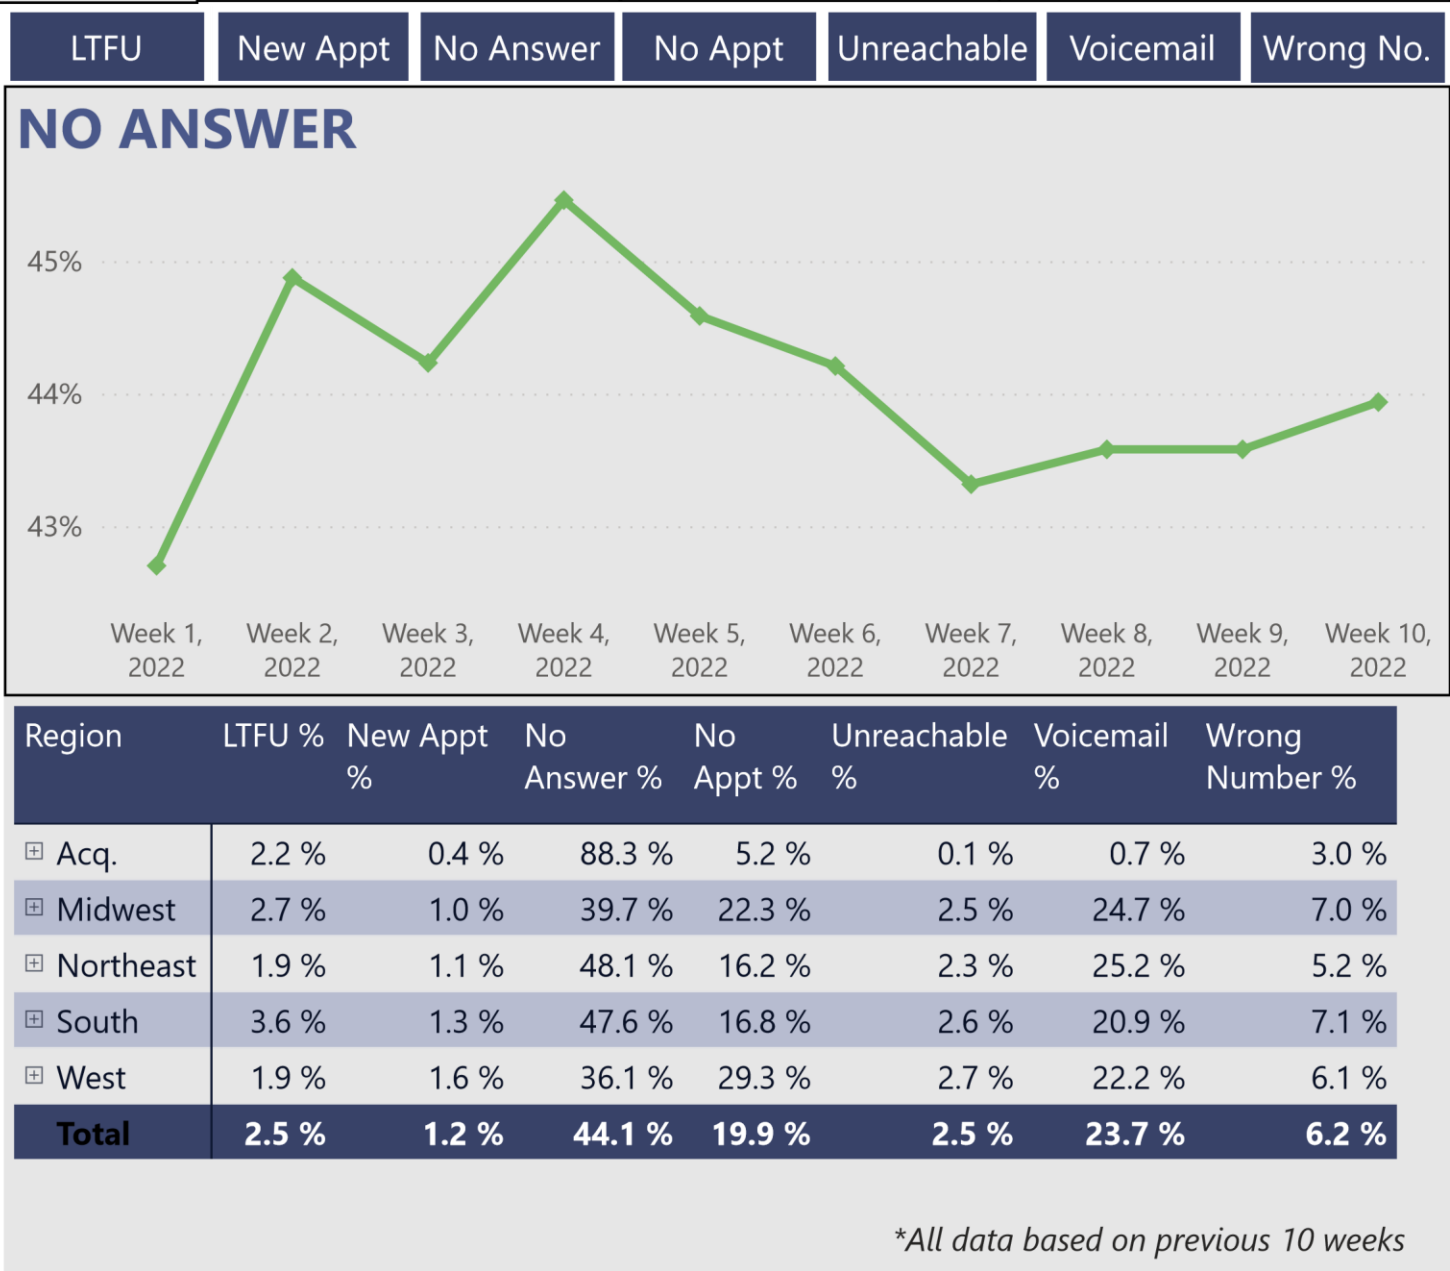 LTFU New Appt No Answer No Appt Unreachable Voicemail Wrong No.
NO ANSWER
45%
44%
43%
Week 1, Week 2, Week 3, Week 4, Week 5, Week 6, Week 7, Week 8, Week 9, Week 10,
2022 2022 2022 2022 2022 2022 2022 2022 2022 2022
Region LTFU % New Appt No No Unreachable Voicemail Wrong
% Answer % Appt % % % Number %
Acq. 2.2 % 0.4 % 88.3 % 5.2 % 0.1 % 0.7 % 3.0 %
Midwest 2.7 % 1.0 % 39.7 % 22.3 % 2.5 % 24.7 % 7.0 %
Northeast 1.9 % 1.1 % 48.1 % 16.2 % 2.3 % 25.2 % 5.2 %
South 3.6 % 1.3 % 47.6 % 16.8 % 2.6 % 20.9 % 7.1 %
West 1.9 % 1.6 % 36.1 % 29.3 % 2.7 % 22.2 % 6.1 %
Total 2.5 % 1.2 % 44.1 % 19.9 % 2.5 % 23.7 % 6.2 %
*All data based on previous 10 weeks